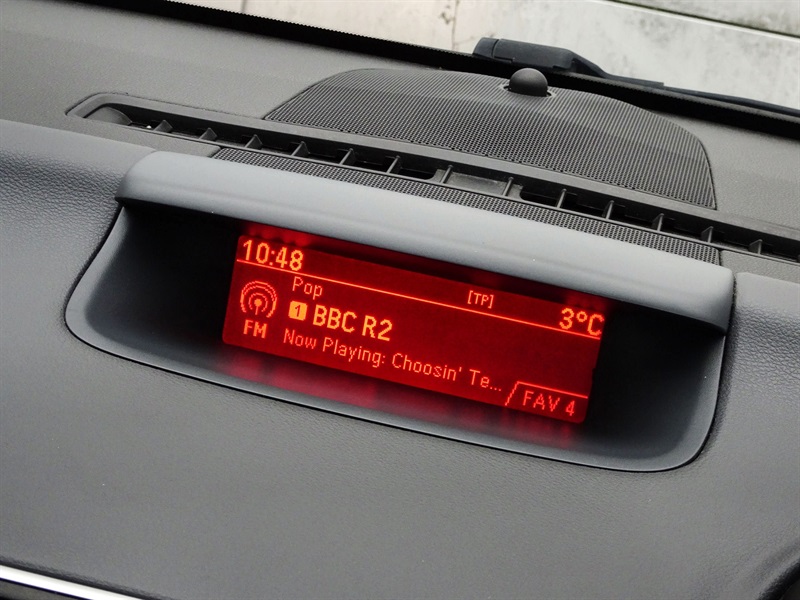 10:48
Pop [TP] 3°C
1 BBC R2
FM
Now Playing: Choosin' Te...
FAV 4